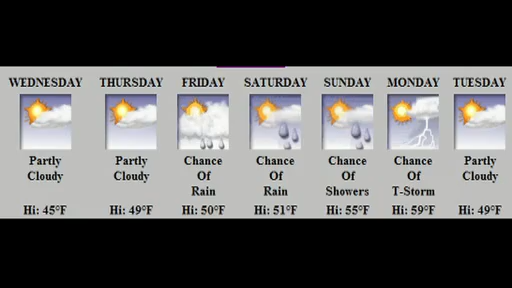 WEDNESDAY THURSDAY FRIDAY SATURDAY SUNDAY MONDAY TUESDAY
Partly Partly Chance Chance Chance Chance Partly
Cloudy Cloudy Of Of Of Of Cloudy
Rain Rain Showers T-Storm
Hi: 45°F Hi: 49°F Hi: 50°F Hi: 51°F Hi: 55°F Hi: 59°F Hi: 49°F